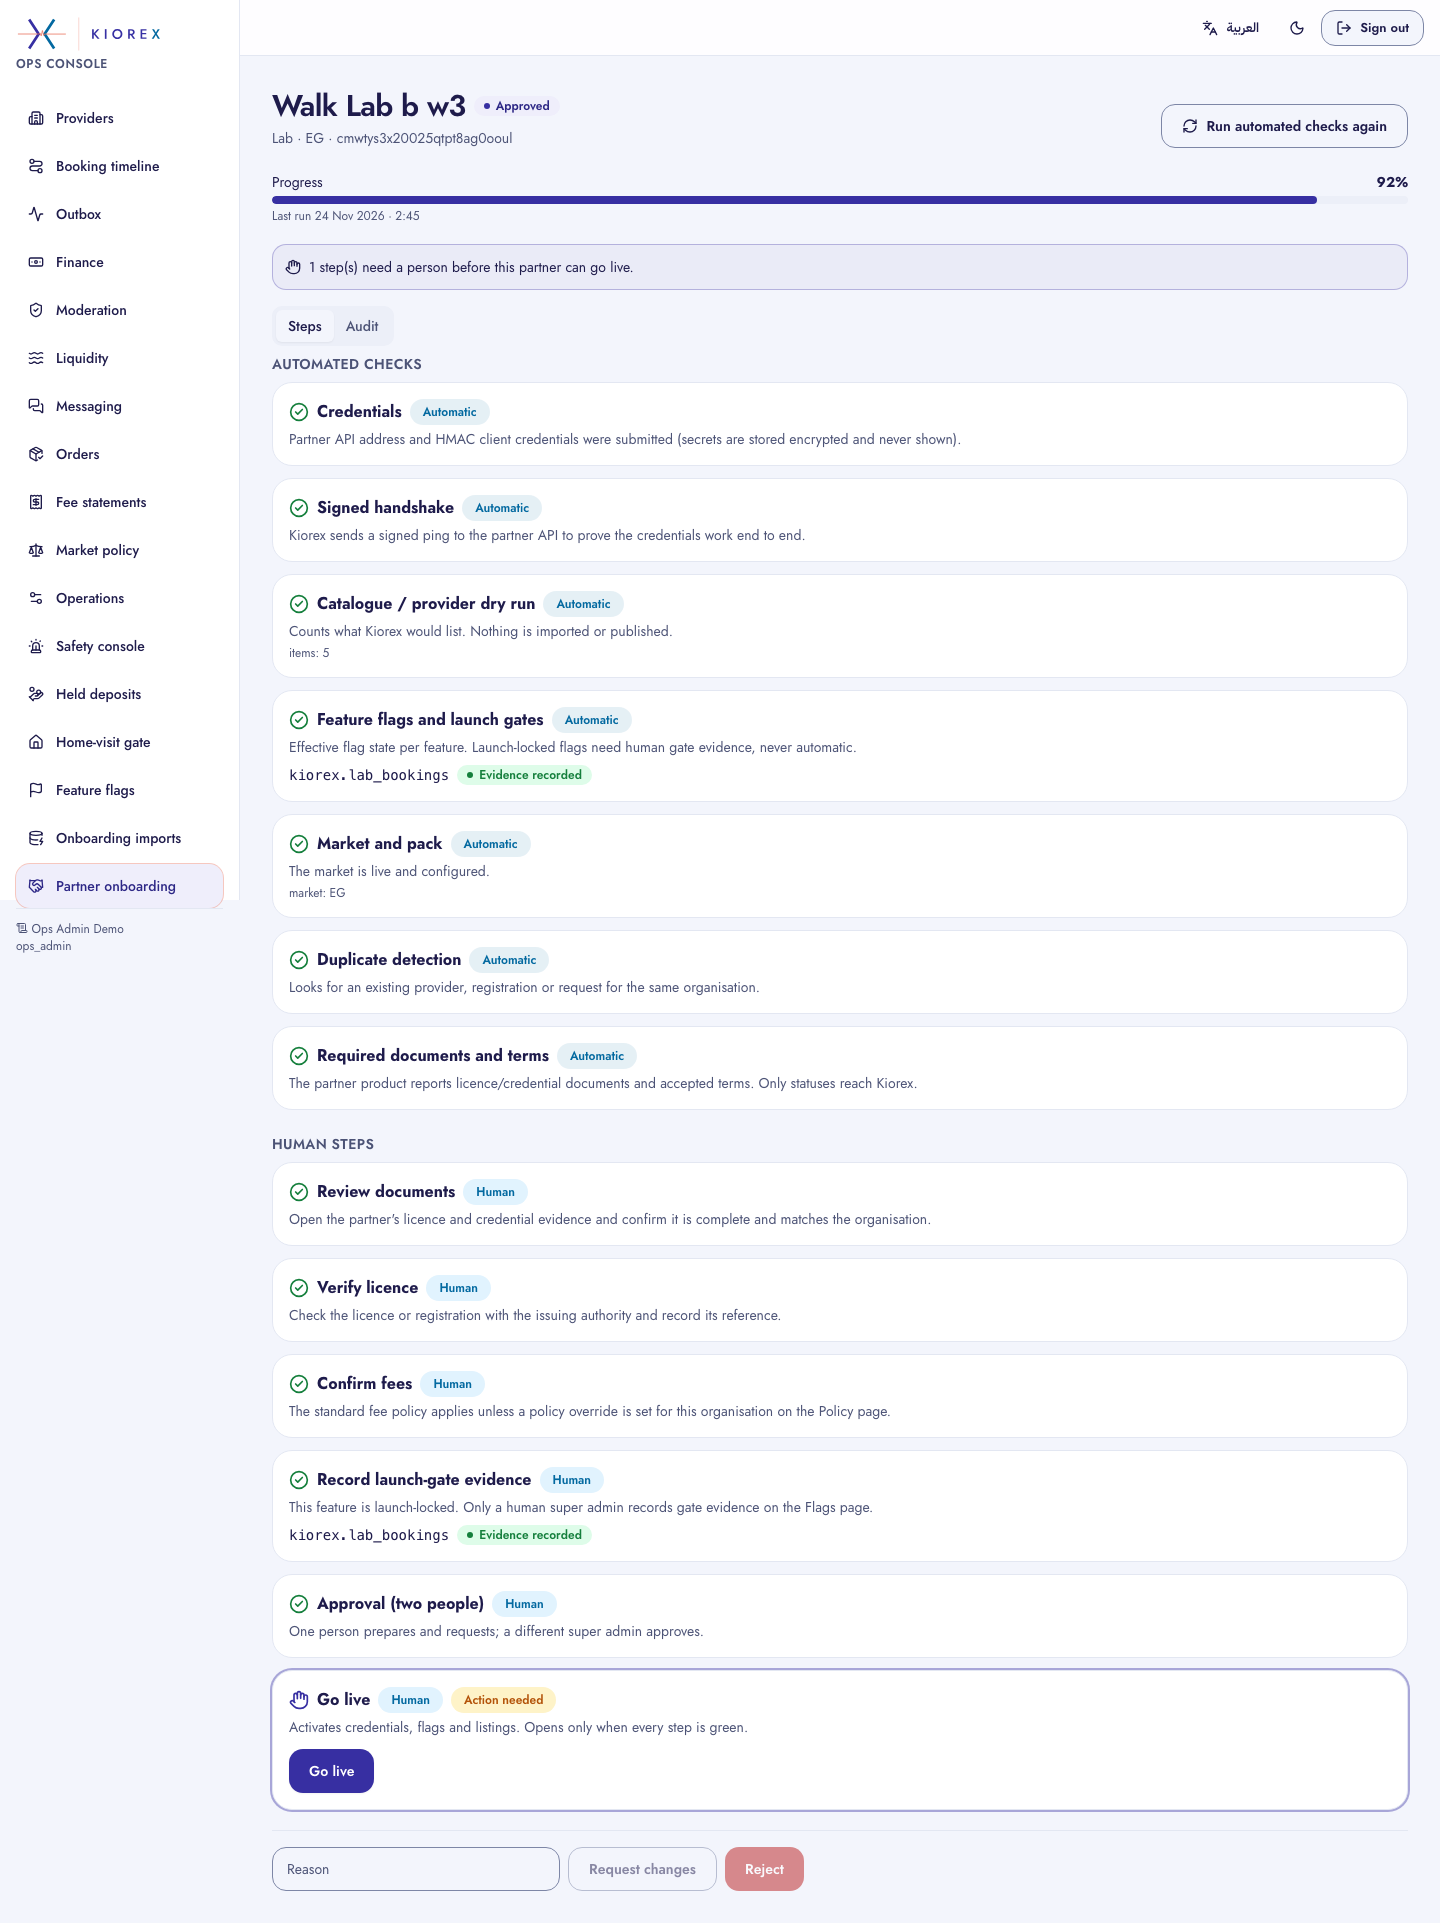 KIOREX
OPS CONSOLE
Providers
Booking timeline
Outbox
Finance
Moderation
Liquidity
Messaging
Orders
Fee statements
Market policy
Operations
Safety console
Held deposits
Home-visit gate
Feature flags
Onboarding imports
Partner onboarding
Ops Admin Demo
ops_admin
العربية
Sign out
Walk Lab b w3 Approved
Lab · EG · cmwtys3x20025qtpt8ag0ooul
Run automated checks again
Progress 92%
Last run 24 Nov 2026 · 2:45
1 step(s) need a person before this partner can go live.
Steps Audit
AUTOMATED CHECKS
Credentials Automatic
Partner API address and HMAC client credentials were submitted (secrets are stored encrypted and never shown).
Signed handshake Automatic
Kiorex sends a signed ping to the partner API to prove the credentials work end to end.
Catalogue / provider dry run Automatic
Counts what Kiorex would list. Nothing is imported or published.
items: 5
Feature flags and launch gates Automatic
Effective flag state per feature. Launch-locked flags need human gate evidence, never automatic.
kiorex.lab_bookings Evidence recorded
Market and pack Automatic
The market is live and configured.
market: EG
Duplicate detection Automatic
Looks for an existing provider, registration or request for the same organisation.
Required documents and terms Automatic
The partner product reports licence/credential documents and accepted terms. Only statuses reach Kiorex.
HUMAN STEPS
Review documents Human
Open the partner's licence and credential evidence and confirm it is complete and matches the organisation.
Verify licence Human
Check the licence or registration with the issuing authority and record its reference.
Confirm fees Human
The standard fee policy applies unless a policy override is set for this organisation on the Policy page.
Record launch-gate evidence Human
This feature is launch-locked. Only a human super admin records gate evidence on the Flags page.
kiorex.lab_bookings Evidence recorded
Approval (two people) Human
One person prepares and requests; a different super admin approves.
Go live Human Action needed
Activates credentials, flags and listings. Opens only when every step is green.
Go live
Reason Request changes Reject